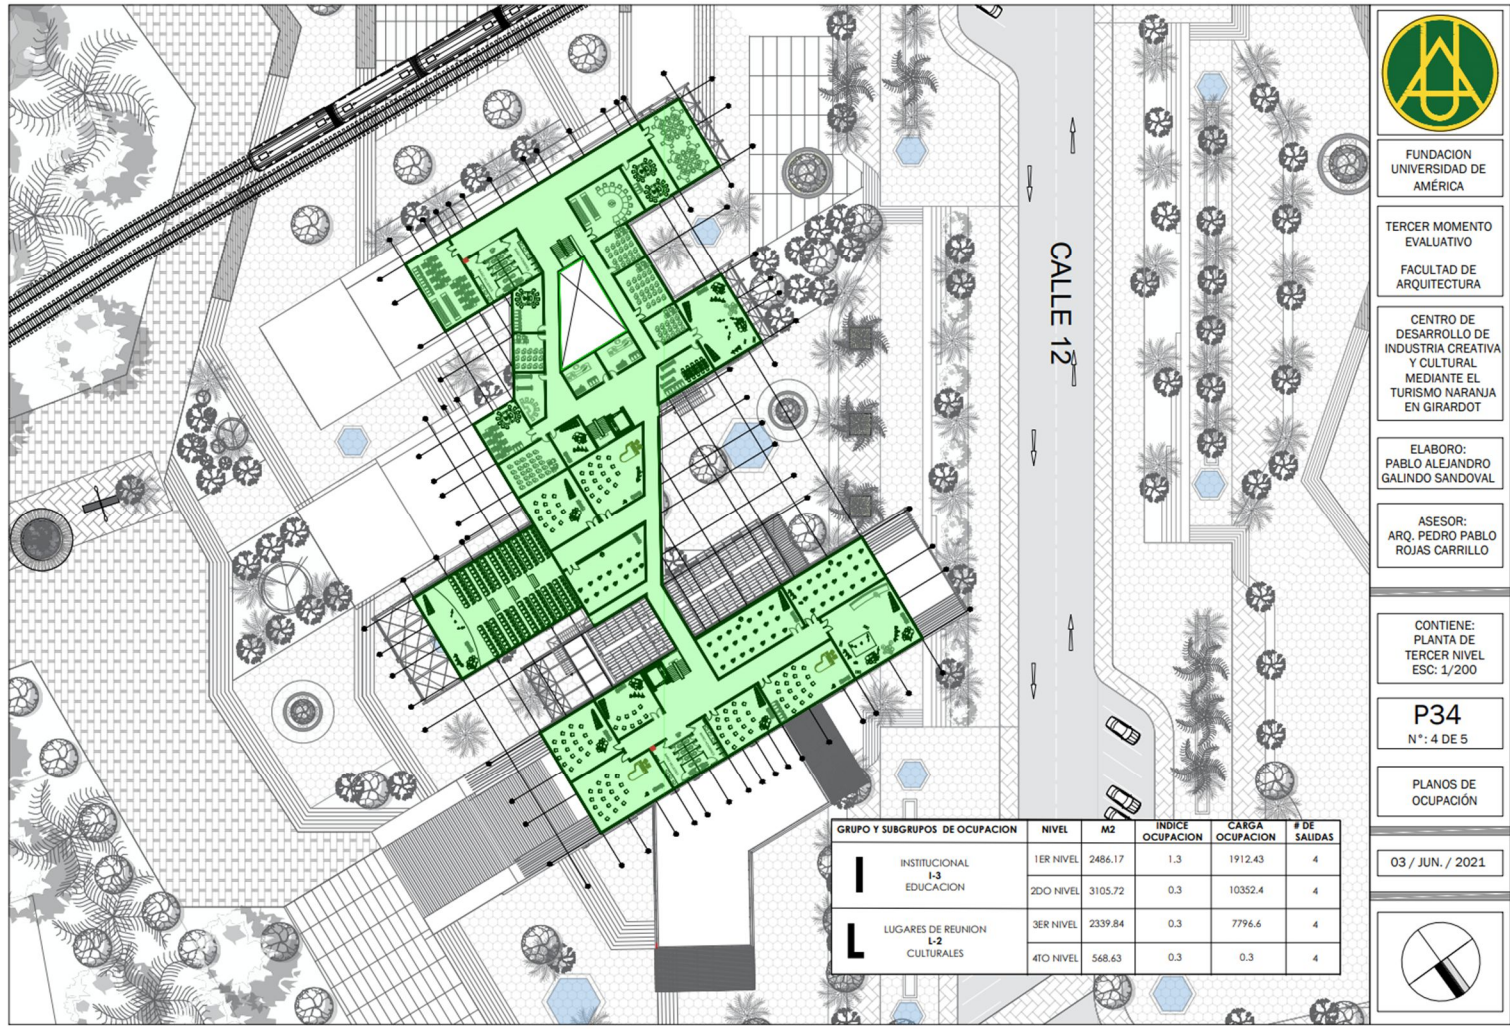 CALLE 12
GRUPO Y SUBGRUPOS DE OCUPACION NIVEL M2 INDICE OCUPACION CARGA OCUPACION # DE SALIDAS
I
INSTITUCIONAL
I-3
EDUCACION
1ER NIVEL 2486.17 1.3 1912.43 4
2DO NIVEL 3105.72 0.3 10352.4 4
L
LUGARES DE REUNION
L-2
CULTURALES
3ER NIVEL 2339.84 0.3 7796.6 4
4TO NIVEL 568.63 0.3 0.3 4
FUNDACION
UNIVERSIDAD DE
AMÉRICA
TERCER MOMENTO
EVALUATIVO
FACULTAD DE
ARQUITECTURA
CENTRO DE
DESARROLLO DE
INDUSTRIA CREATIVA
Y CULTURAL
MEDIANTE EL
TURISMO NARANJA
EN GIRARDOT
ELABORO:
PABLO ALEJANDRO
GALINDO SANDOVAL
ASESOR:
ARQ. PEDRO PABLO
ROJAS CARRILLO
CONTIENE:
PLANTA DE
TERCER NIVEL
ESC: 1/200
P34
N°: 4 DE 5
PLANOS DE
OCUPACIÓN
03 / JUN. / 2021